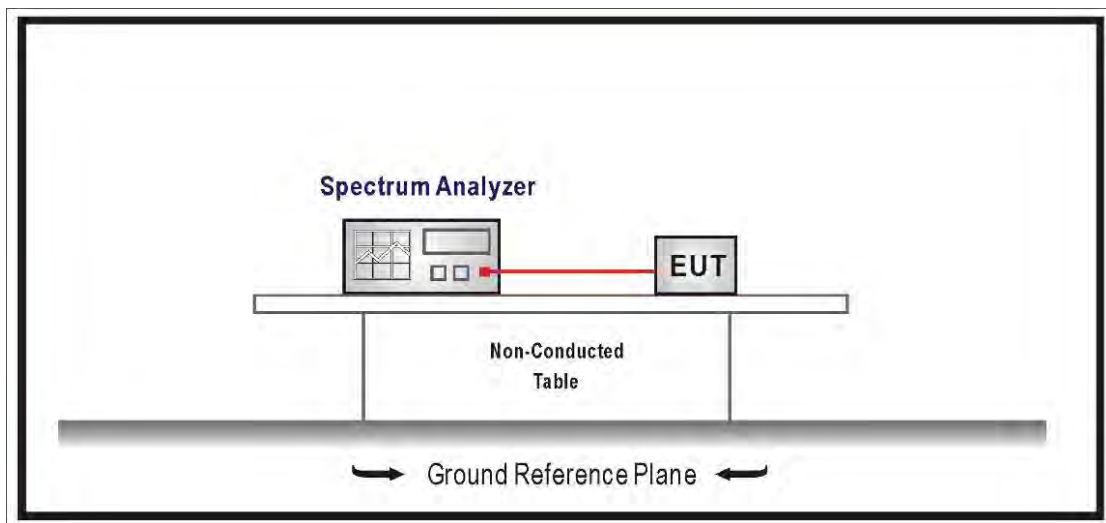 Spectrum Analyzer
EUT
Non-Conducted
Table
Ground Reference Plane